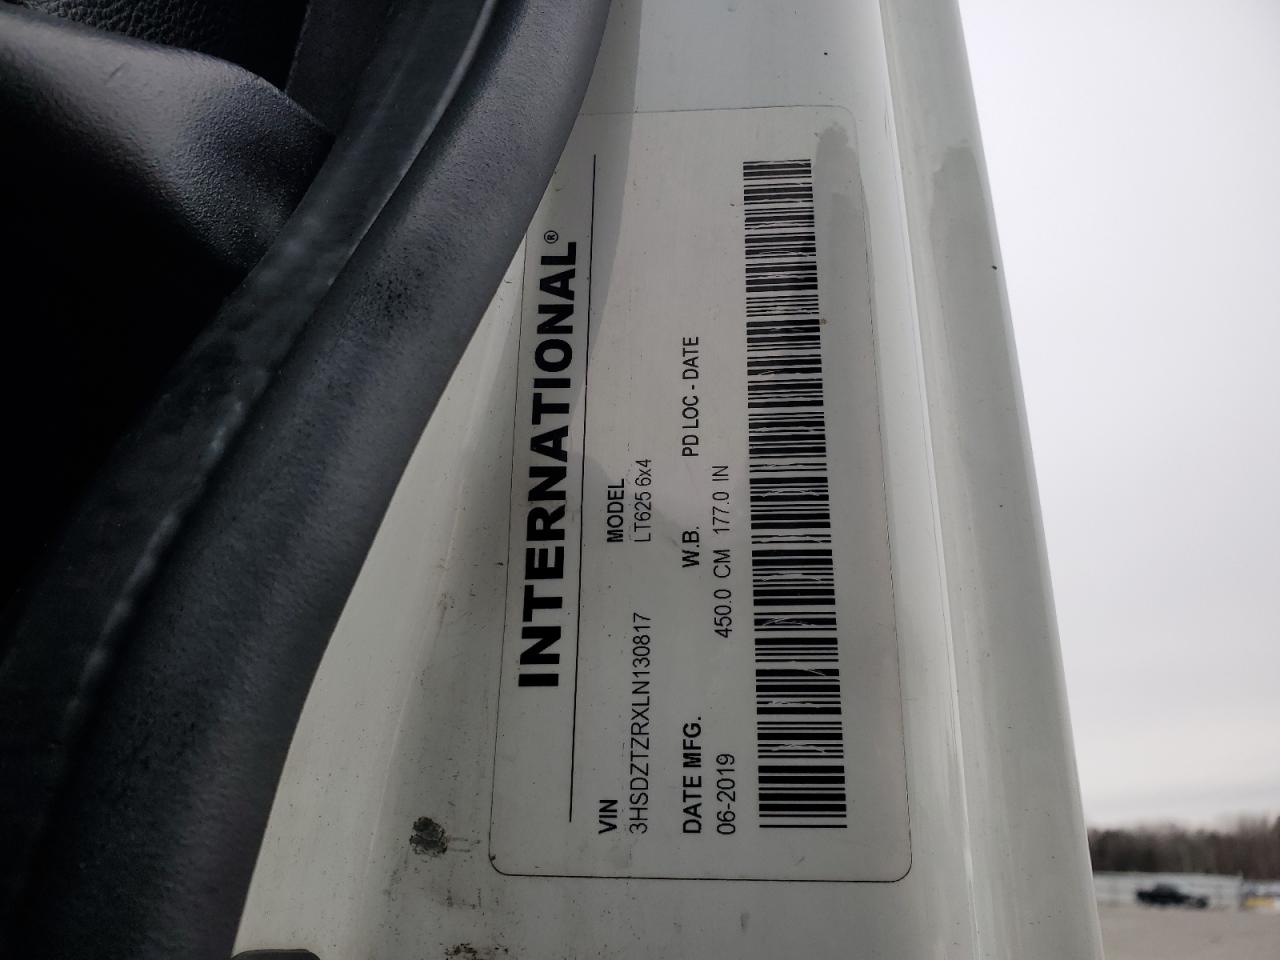 INTERNATIONAL®
VIN MODEL
3HSDZTZRXLN130817 LT625 6x4
DATE MFG. W.B. PD LOC - DATE
06-2019 450.0 CM 177.0 IN